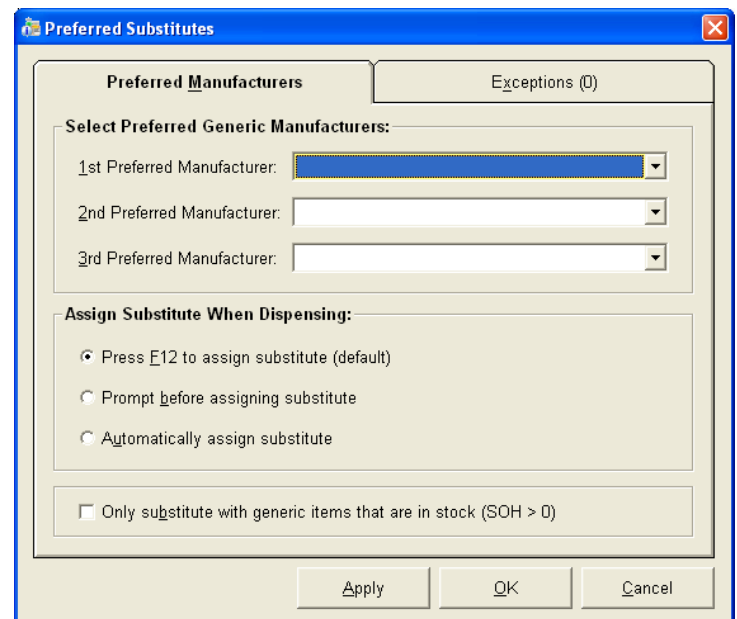 Preferred Substitutes
Preferred Manufacturers
Exceptions (0)
Select Preferred Generic Manufacturers:
1st Preferred Manufacturer:
2nd Preferred Manufacturer:
3rd Preferred Manufacturer:
Assign Substitute When Dispensing:
Press F12 to assign substitute (default)
Prompt before assigning substitute
Automatically assign substitute
Only substitute with generic items that are in stock (SOH > 0)
Apply
OK
Cancel